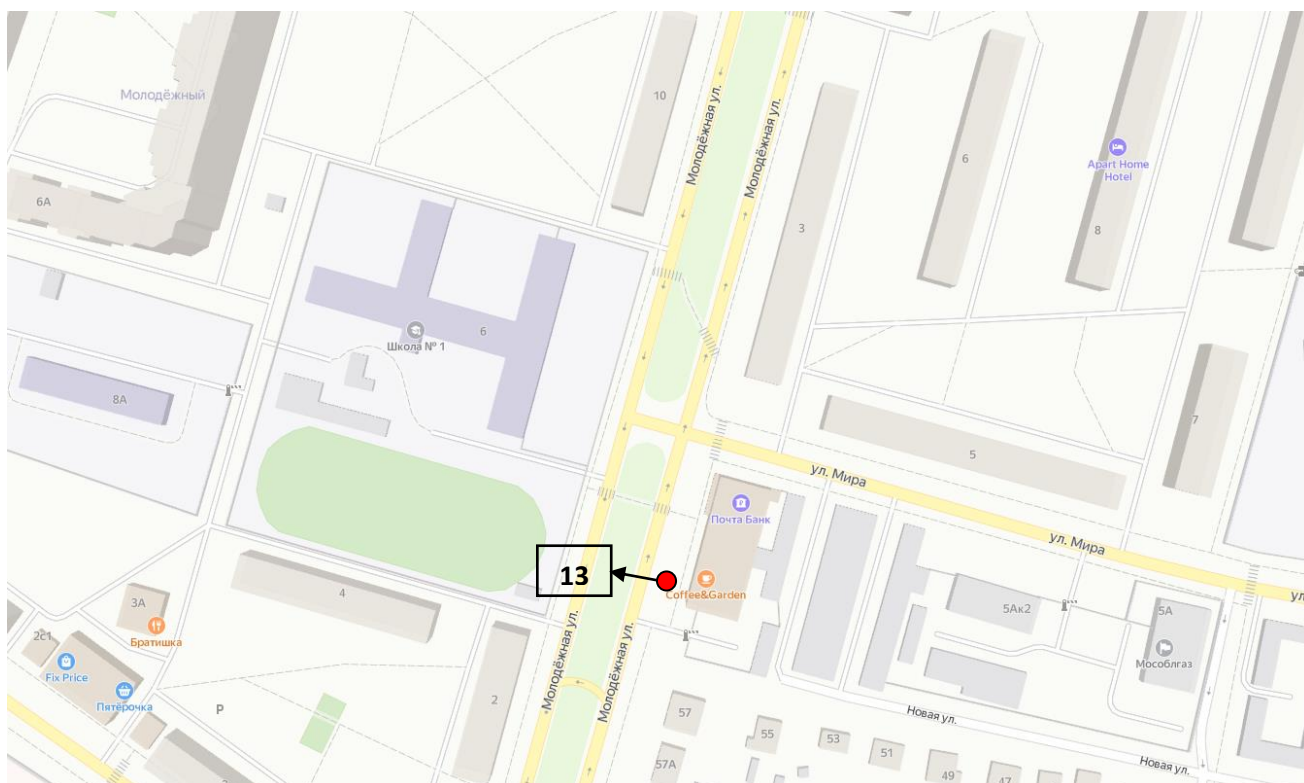 10
Молодёжный
Молодёжная ул.
Молодёжная ул.
6
Apart Home
Hotel
6А
3
8
6
Школа № 1
8А
7
5
ул. Мира
Почта Банк
ул. Мира
13
Coffee&Garden
4
3А
5Ак2
5А
2с1
Братишка
Мособлгаз
Fix Price
Пятёрочка
Р
2
Молодёжная ул.
Молодёжная ул.
57
Новая ул.
55
53
51
57А
49
47
Новая ул.